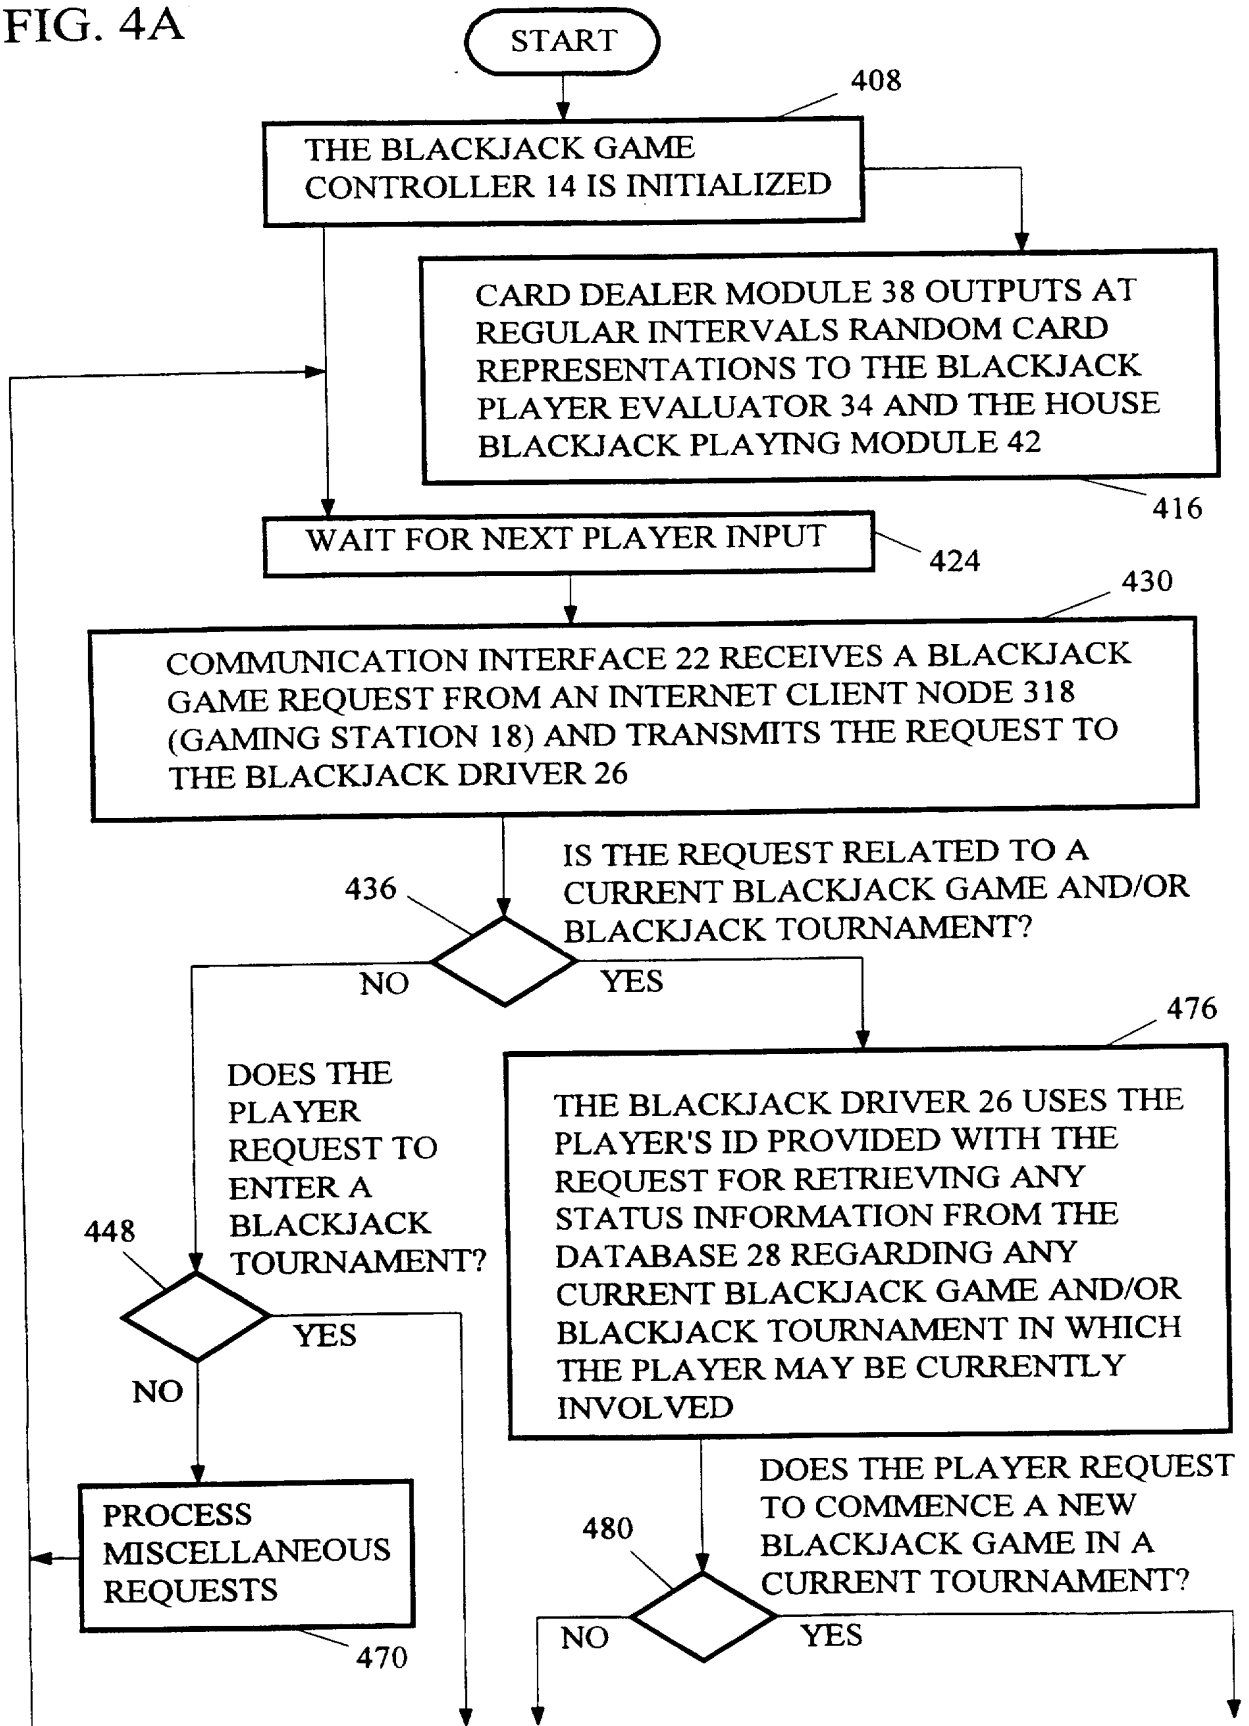 FIG. 4A
START
408
THE BLACKJACK GAME
CONTROLLER 14 IS INITIALIZED
CARD DEALER MODULE 38 OUTPUTS AT
REGULAR INTERVALS RANDOM CARD
REPRESENTATIONS TO THE BLACKJACK
PLAYER EVALUATOR 34 AND THE HOUSE
BLACKJACK PLAYING MODULE 42
416
WAIT FOR NEXT PLAYER INPUT
424
430
COMMUNICATION INTERFACE 22 RECEIVES A BLACKJACK
GAME REQUEST FROM AN INTERNET CLIENT NODE 318
(GAMING STATION 18) AND TRANSMITS THE REQUEST TO
THE BLACKJACK DRIVER 26
IS THE REQUEST RELATED TO A
CURRENT BLACKJACK GAME AND/OR
BLACKJACK TOURNAMENT?
436
NO
YES
476
DOES THE
PLAYER
REQUEST TO
ENTER A
BLACKJACK
TOURNAMENT?
448
YES
NO
THE BLACKJACK DRIVER 26 USES THE
PLAYER'S ID PROVIDED WITH THE
REQUEST FOR RETRIEVING ANY
STATUS INFORMATION FROM THE
DATABASE 28 REGARDING ANY
CURRENT BLACKJACK GAME AND/OR
BLACKJACK TOURNAMENT IN WHICH
THE PLAYER MAY BE CURRENTLY
INVOLVED
PROCESS
MISCELLANEOUS
REQUESTS
470
DOES THE PLAYER REQUEST
TO COMMENCE A NEW
BLACKJACK GAME IN A
CURRENT TOURNAMENT?
480
NO
YES